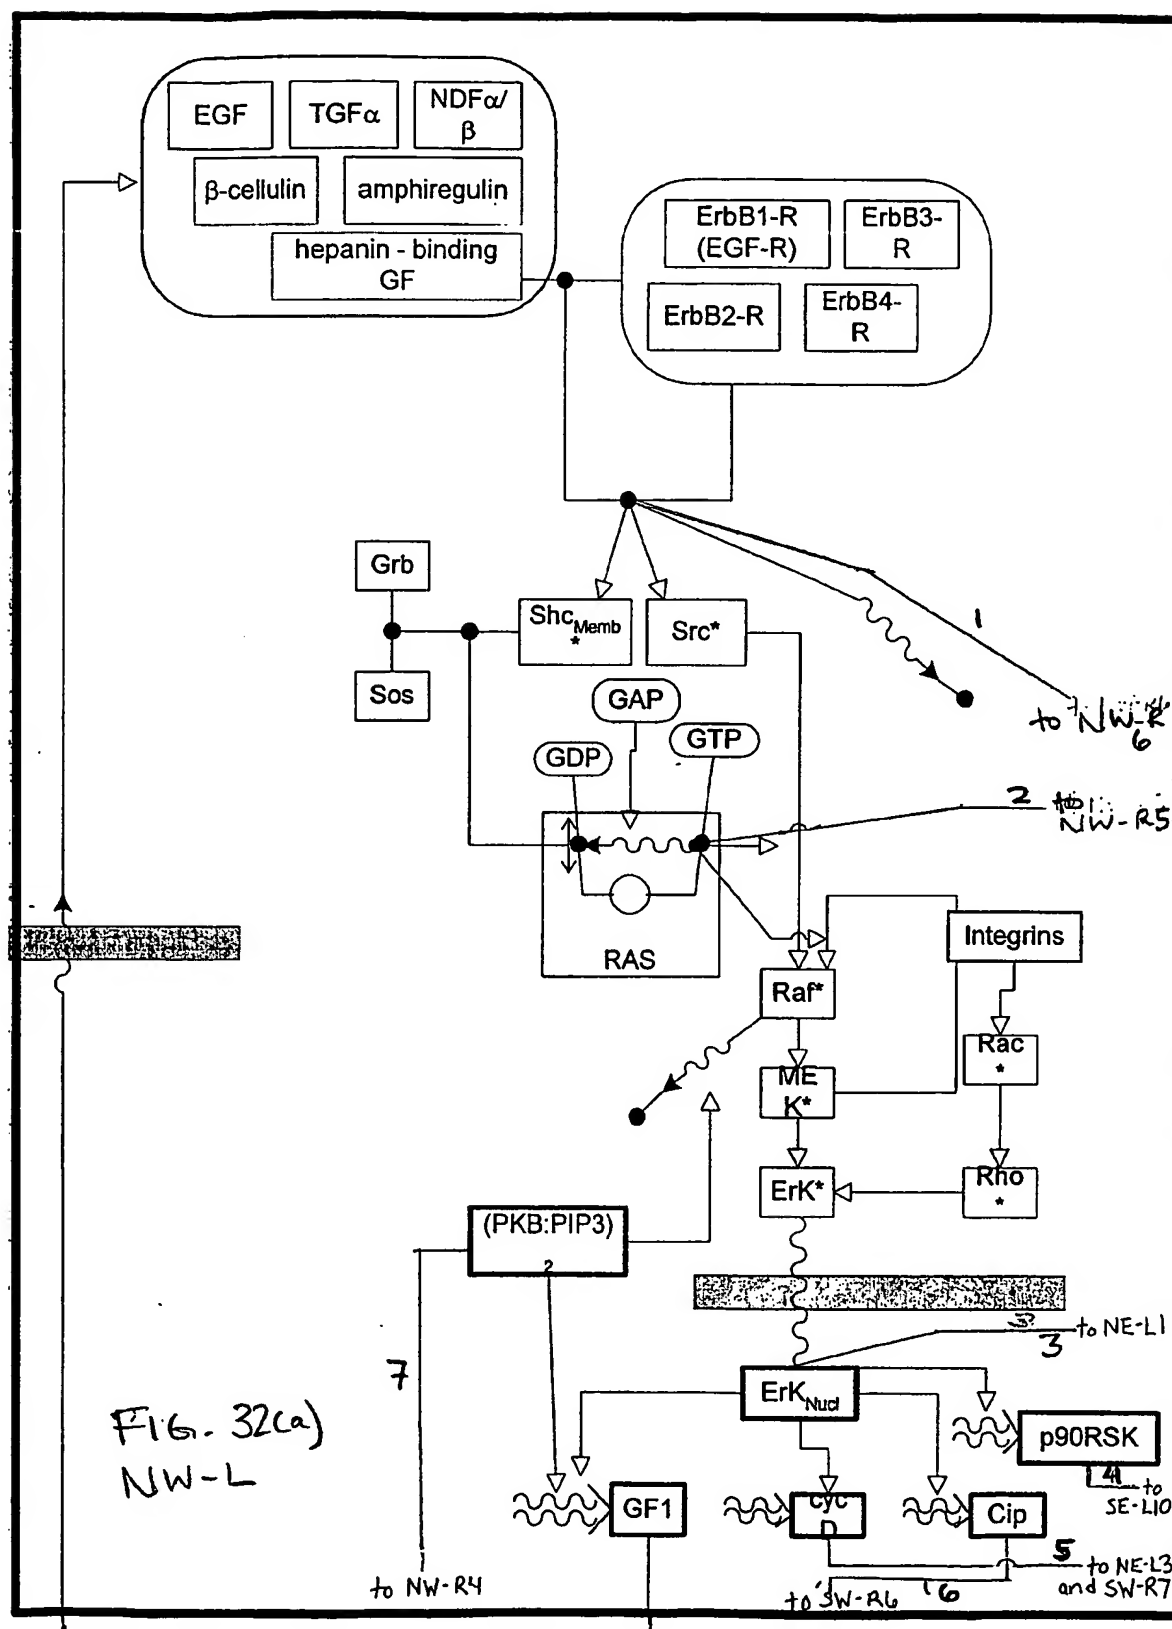 EGF
TGFα
NDFα/
β
β-cellulin
amphiregulin
hepanin - binding
GF
ErbB1-R
(EGF-R)
ErbB3-
R
ErbB2-R
ErbB4-
R
Grb
Sos
Shc Memb
*
Src*
1
to NW-R
6
GAP
GDP
GTP
2
to
NW-R5
RAS
Integrins
Raf*
Rac
*
ME
K*
ErK*
Rho
*
(PKB:PIP3)
2
3
to NE-L1
7
ErK Nucl
p90RSK
4
to
SE-L10
FIG. 32(a)
NW-L
GF1
cyc
D
Cip
5
to NE-L3
and SW-R7
6
to SW-R6
to NW-R4